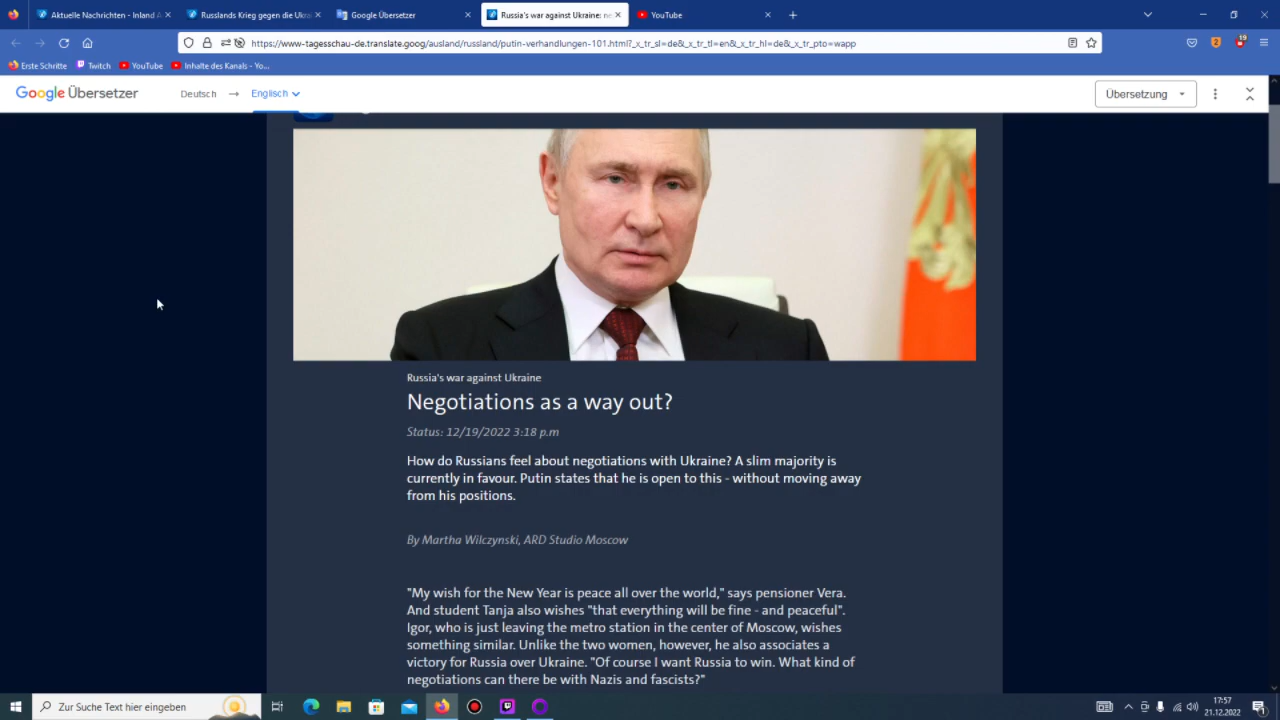 Aktuelle Nachrichten - Inland A
Russlands Krieg gegen die Ukrai
Google Übersetzer
Russia's war against Ukraine: ne
YouTube
https://www-tagesschau-de.translate.goog/ausland/russland/putin-verhandlungen-101.html?_x_tr_sl=de&_x_tr_tl=en&_x_tr_hl=de&_x_tr_pto=wapp
2
89
Erste Schritte
Twitch
YouTube
Inhalte des Kanals - Yo...
Google Übersetzer
Deutsch → Englisch
Übersetzung
Russia's war against Ukraine
Negotiations as a way out?
Status: 12/19/2022 3:18 p.m
How do Russians feel about negotiations with Ukraine? A slim majority is
currently in favour. Putin states that he is open to this - without moving away
from his positions.
By Martha Wilczynski, ARD Studio Moscow
"My wish for the New Year is peace all over the world," says pensioner Vera.
And student Tanja also wishes "that everything will be fine - and peaceful".
Igor, who is just leaving the metro station in the center of Moscow, wishes
something similar. Unlike the two women, however, he also associates a
victory for Russia over Ukraine. "Of course I want Russia to win. What kind of
negotiations can there be with Nazis and fascists?"
Zur Suche Text hier eingeben
17:57
21.12.2022
1